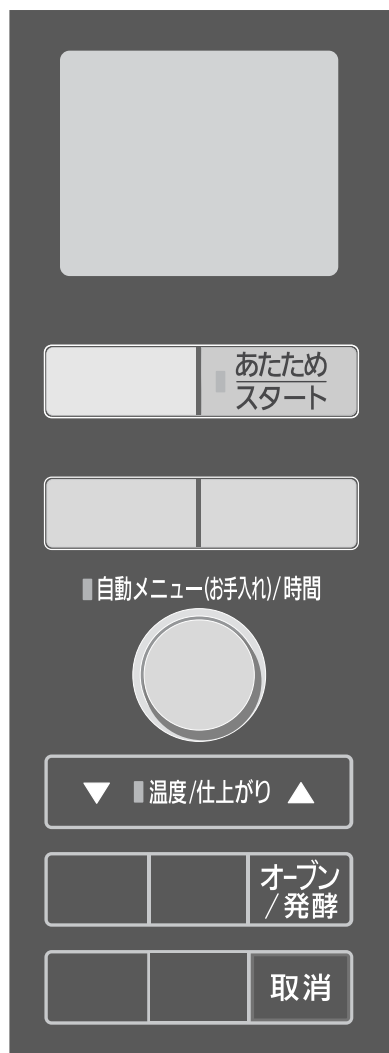 あたため
スタート
自動メニュー(お手入れ)/時間
▼ 温度/仕上がり ▲
オーブン
/発酵
取消